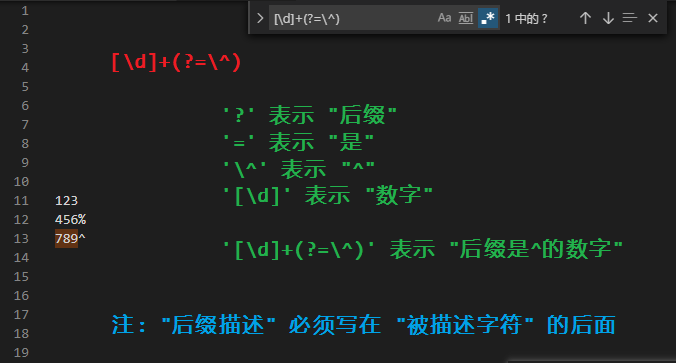 [\d]+(?=\^) Aa Abl .* 1 中的 ?
1
2
3
4 [\d]+(?=\^)
5
6 '?' 表示 "后缀"
7 '=' 表示 "是"
8
9 '\^' 表示 "^"
10 '[\d]' 表示 "数字"
11 123
12 456%
13 789^ '[\d]+(?=\^)' 表示 "后缀是^的数字"
14
15
16
17 注: "后缀描述" 必须写在 "被描述字符" 的后面
18
19